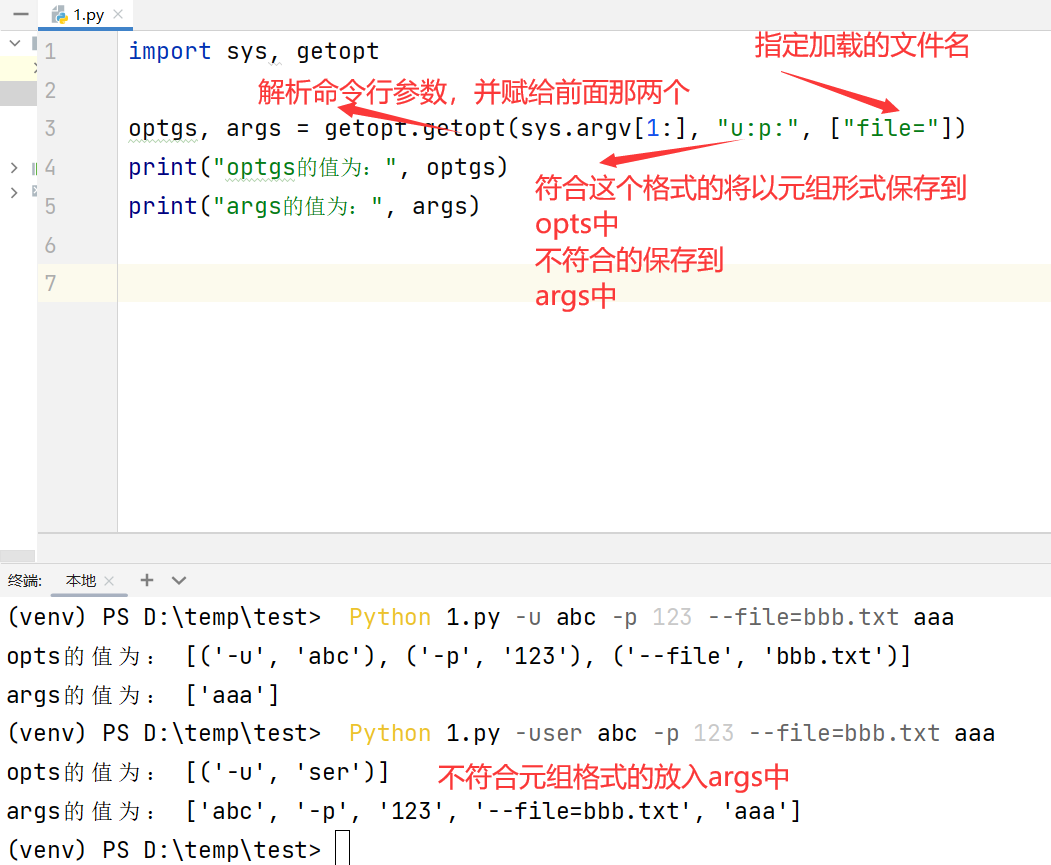 1.py
指定加载的文件名
1 import sys, getopt
2
解析命令行参数，并赋给前面那两个
3 optgs, args = getopt.getopt(sys.argv[1:], "u:p:", ["file="])
4 print("optgs的值为：", optgs)
符合这个格式的将以元组形式保存到
5 print("args的值为：", args)
opts中
6
不符合的保存到
7
args中
终端: 本地
(venv) PS D:\temp\test>  Python 1.py -u abc -p 123 --file=bbb.txt aaa
opts的值为： [('-u', 'abc'), ('-p', '123'), ('--file', 'bbb.txt')]
args的值为： ['aaa']
(venv) PS D:\temp\test>  Python 1.py -user abc -p 123 --file=bbb.txt aaa
opts的值为： [('-u', 'ser')]
不符合元组格式的放入args中
args的值为： ['abc', '-p', '123', '--file=bbb.txt', 'aaa']
(venv) PS D:\temp\test>